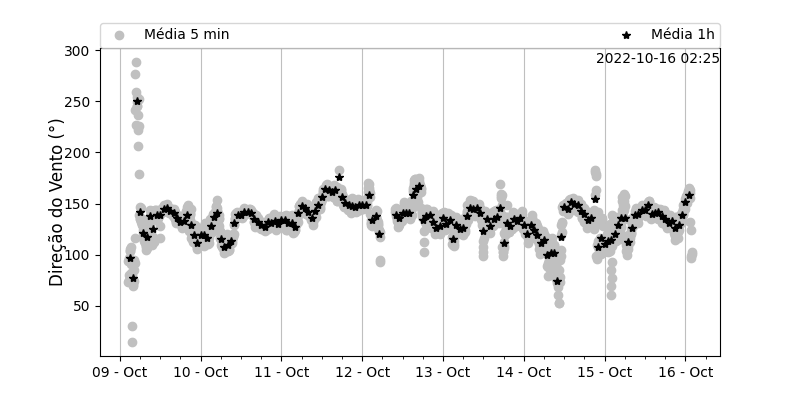 Média 5 min
Média 1h
2022-10-16 02:25
Direção do Vento (°)
300
250
200
150
100
50
09 - Oct
10 - Oct
11 - Oct
12 - Oct
13 - Oct
14 - Oct
15 - Oct
16 - Oct